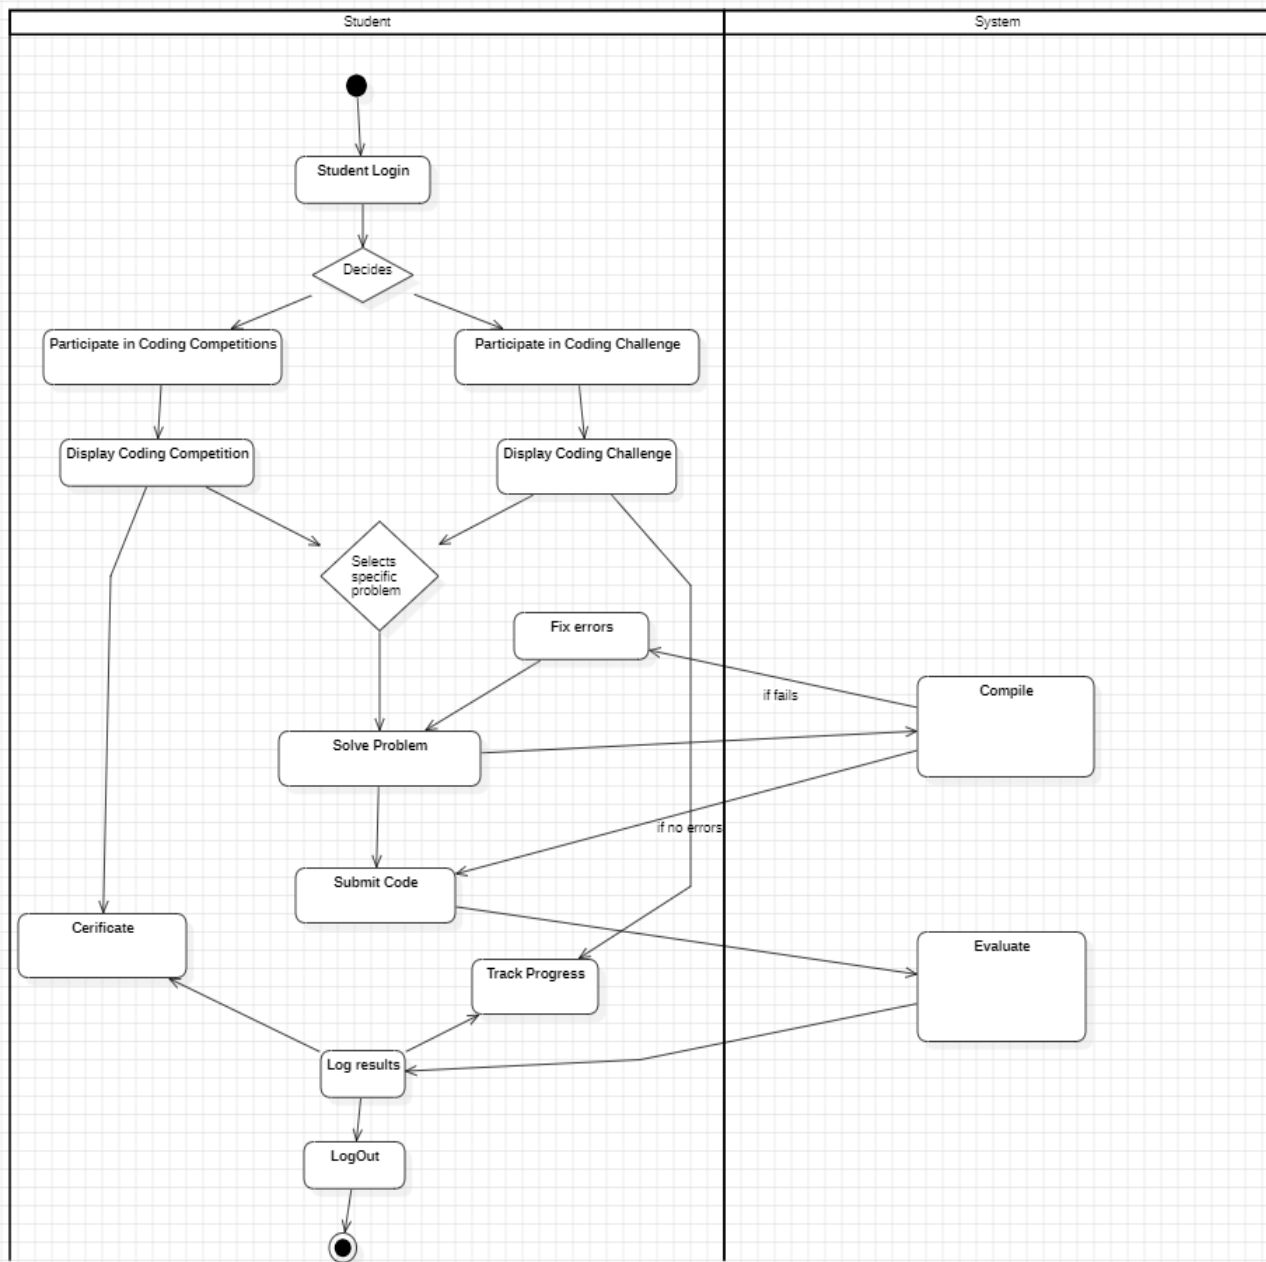 Student
System
Student Login
Decides
Participate in Coding Competitions
Participate in Coding Challenge
Display Coding Competition
Display Coding Challenge
Selects
specific
problem
Fix errors
if fails
Compile
Solve Problem
if no errors
Submit Code
Cerificate
Evaluate
Track Progress
Log results
LogOut